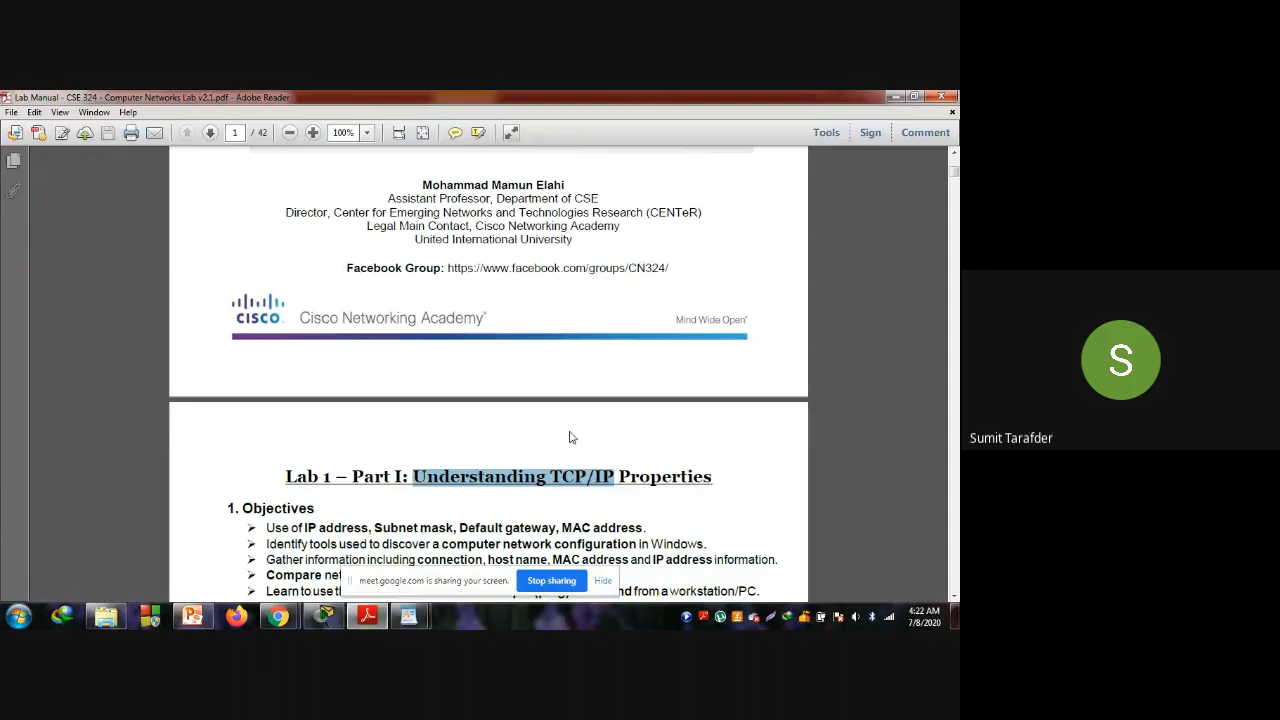 Lab Manual - CSE 324 - Computer Networks Lab v2.1.pdf - Adobe Reader
File Edit View Window Help
1 / 42 100% Tools Sign Comment
Mohammad Mamun Elahi
Assistant Professor, Department of CSE
Director, Center for Emerging Networks and Technologies Research (CENTeR)
Legal Main Contact, Cisco Networking Academy
United International University
Facebook Group: https://www.facebook.com/groups/CN324/
CISCO. Cisco Networking Academy® Mind Wide Open®
Lab 1 – Part I: Understanding TCP/IP Properties
1. Objectives
➢ Use of IP address, Subnet mask, Default gateway, MAC address.
➢ Identify tools used to discover a computer network configuration in Windows.
➢ Gather information including connection, host name, MAC address and IP address information.
➢ Compare
➢ Learn to use from a workstation/PC.
meet.google.com is sharing your screen. Stop sharing Hide
4:22 AM
7/8/2020
S
Sumit Tarafder